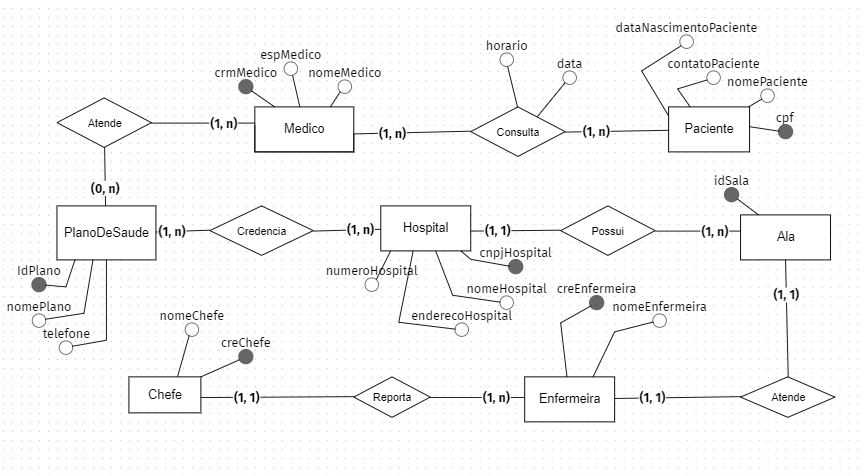 dataNascimentoPaciente
horario
espMedico
contatoPaciente
crmMedico
nomeMedico
data
nomePaciente
cpf
Atende
(1, n)
Medico
(1, n)
Consulta
(1, n)
Paciente
(0, n)
idSala
PlanoDeSaude
(1, n)
Credencia
(1, n)
Hospital
(1, 1)
Possui
(1, n)
Ala
cnpjHospital
IdPlano
numeroHospital
nomeHospital
creEnfermeira
(1, 1)
nomePlano
nomeChefe
enderecoHospital
nomeEnfermeira
telefone
creChefe
Chefe
(1, 1)
Reporta
(1, n)
Enfermeira
(1, 1)
Atende